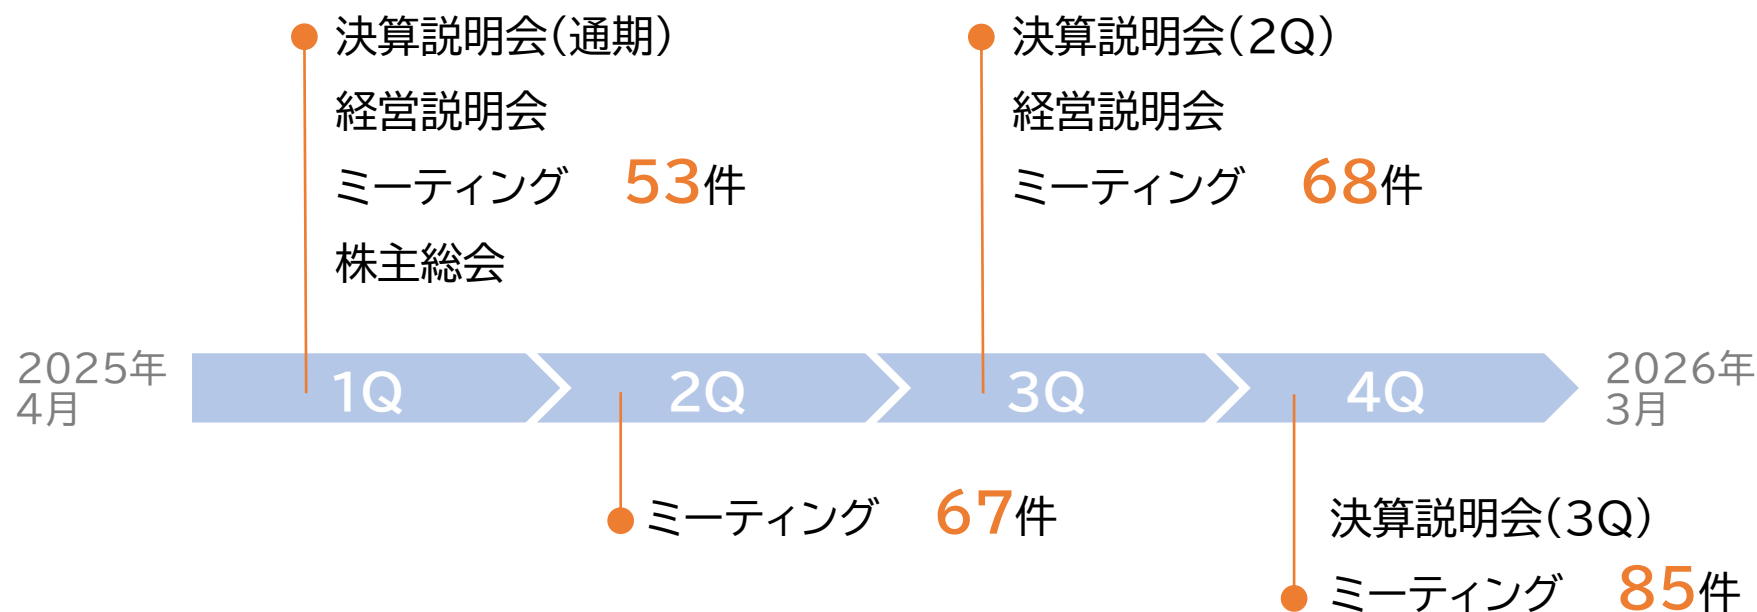 決算説明会(通期)
経営説明会
ミーティング　53件
株主総会
決算説明会(2Q)
経営説明会
ミーティング　68件
2025年
4月
1Q
2Q
3Q
4Q
2026年
3月
ミーティング　67件
決算説明会(3Q)
ミーティング　85件